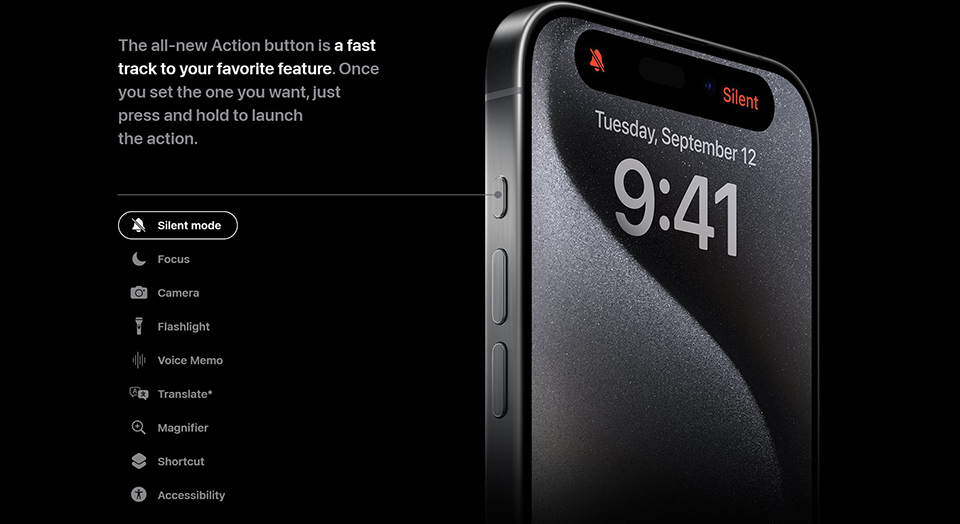 The all-new Action button is a fast
track to your favorite feature. Once
you set the one you want, just
press and hold to launch
the action.
Silent mode
Focus
Camera
Flashlight
Voice Memo
Translate*
Magnifier
Shortcut
Accessibility
Silent
Tuesday, September 12
9:41